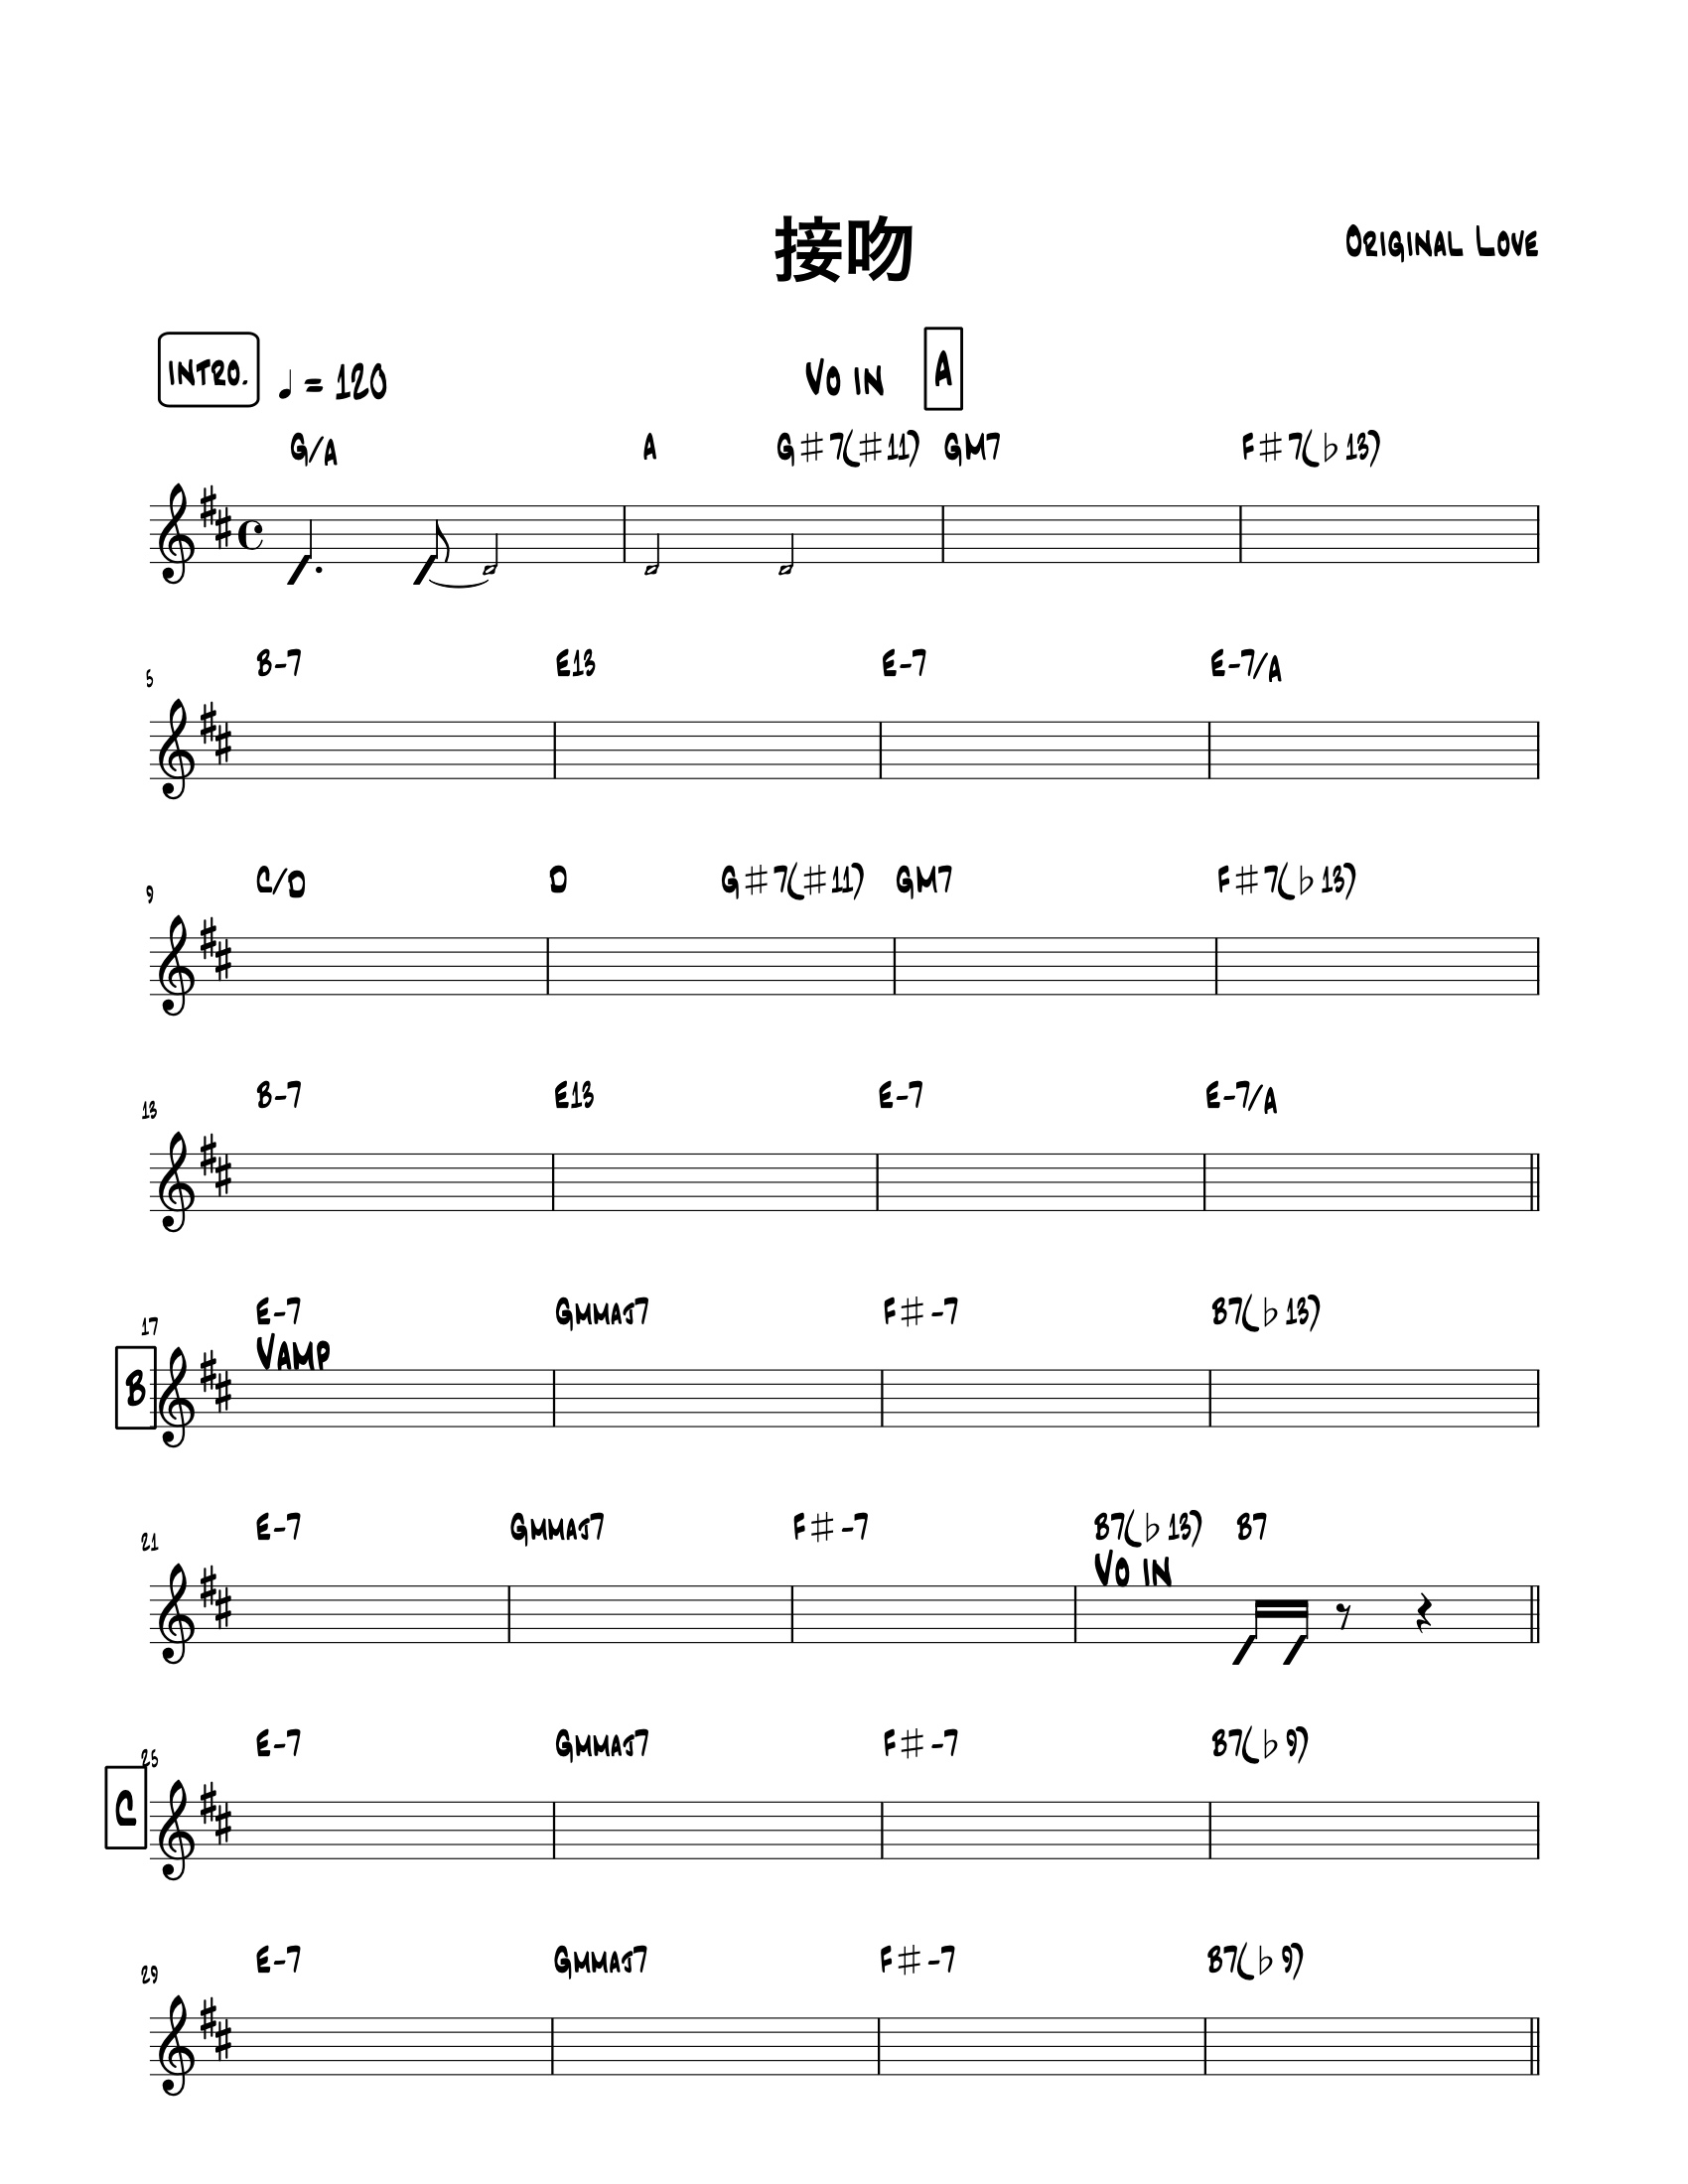 接吻
Original Love
Intro. ♩ = 120 Vo in A
G/A A G♯7(♯11) GM7 F♯7(♭13)
5
B-7 E13 E-7 E-7/A
9
C/D D G♯7(♯11) GM7 F♯7(♭13)
13
B-7 E13 E-7 E-7/A
17
E-7 Gmmaj7 F♯-7 B7(♭13)
B Vamp
21
E-7 Gmmaj7 F♯-7 B7(♭13) B7
Vo in
25
E-7 Gmmaj7 F♯-7 B7(♭9)
C
29
E-7 Gmmaj7 F♯-7 B7(♭9)